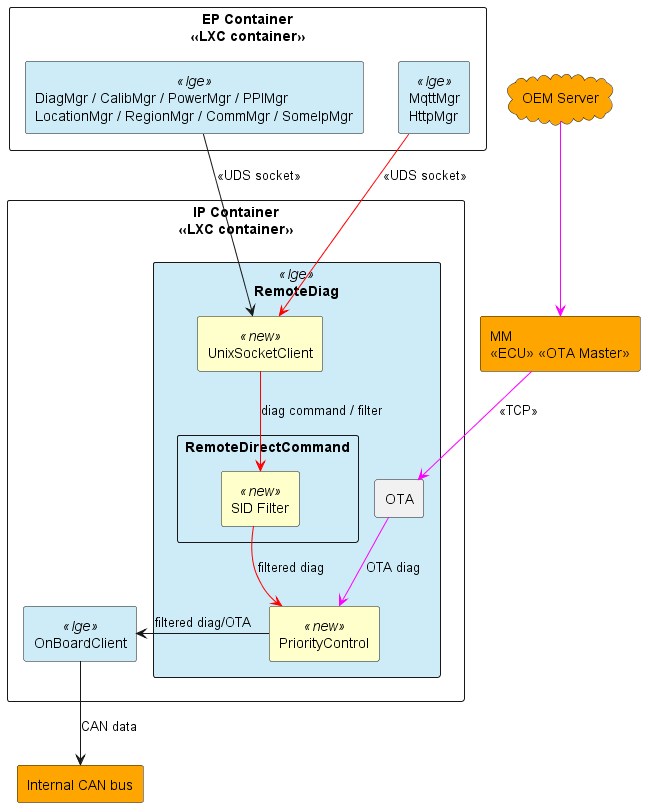 EP Container
«LXC container»
«lge»
DiagMgr / CalibMgr / PowerMgr / PPIMgr
LocationMgr / RegionMgr / CommMgr / SomeIpMgr
«lge»
MqttMgr
HttpMgr
OEM Server
«UDS socket»
«UDS socket»
IP Container
«LXC container»
«lge»
RemoteDiag
«new»
UnixSocketClient
MM
«ECU» «OTA Master»
diag command / filter
«TCP»
RemoteDirectCommand
«new»
SID Filter
OTA
filtered diag
OTA diag
«lge»
OnBoardClient
filtered diag/OTA
«new»
PriorityControl
CAN data
Internal CAN bus